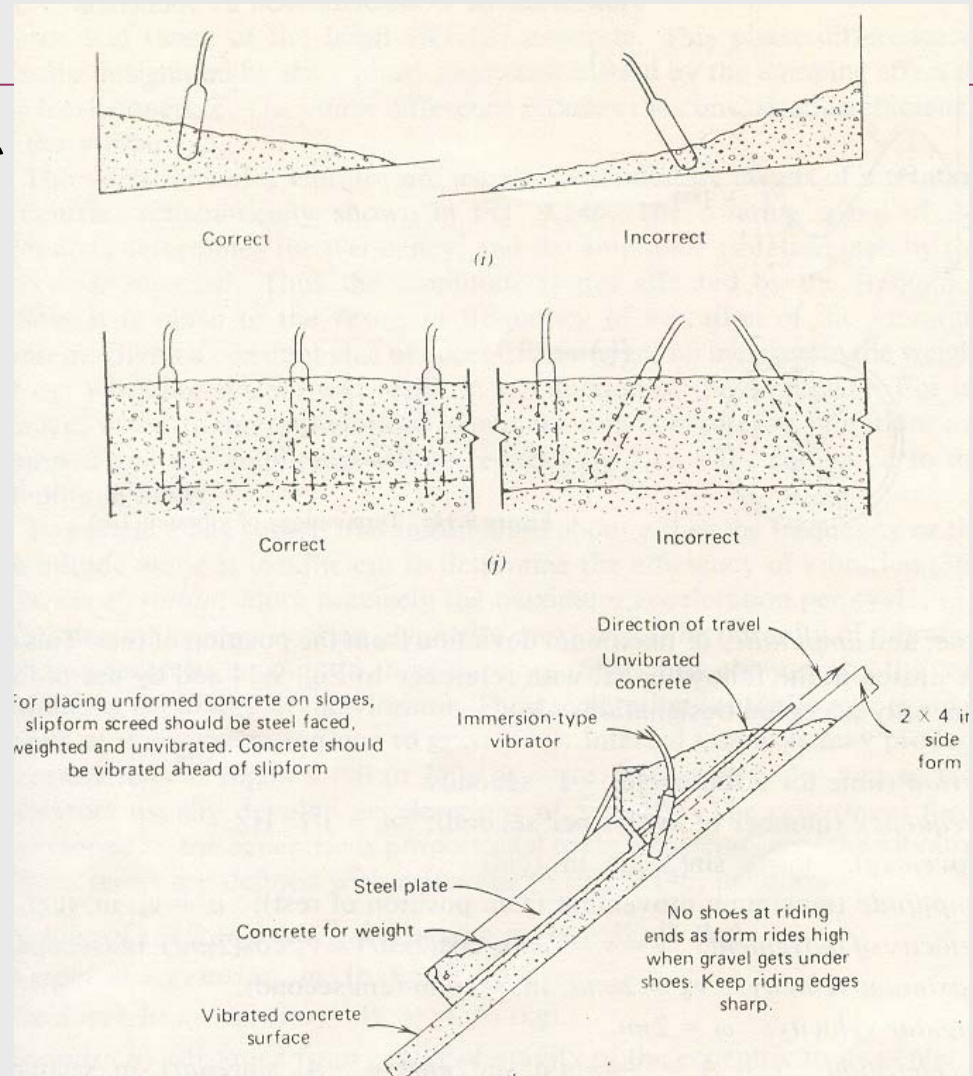 Correct
Incorrect
(i)
Correct
Incorrect
(j)
Direction of travel
Unvibrated
concrete
Immersion-type
vibrator
2 X 4 in
side
form
For placing unformed concrete on slopes,
slipform screed should be steel faced,
weighted and unvibrated. Concrete should
be vibrated ahead of slipform
Steel plate
Concrete for weight
Vibrated concrete
surface
No shoes at riding
ends as form rides high
when gravel gets under
shoes. Keep riding edges
sharp.